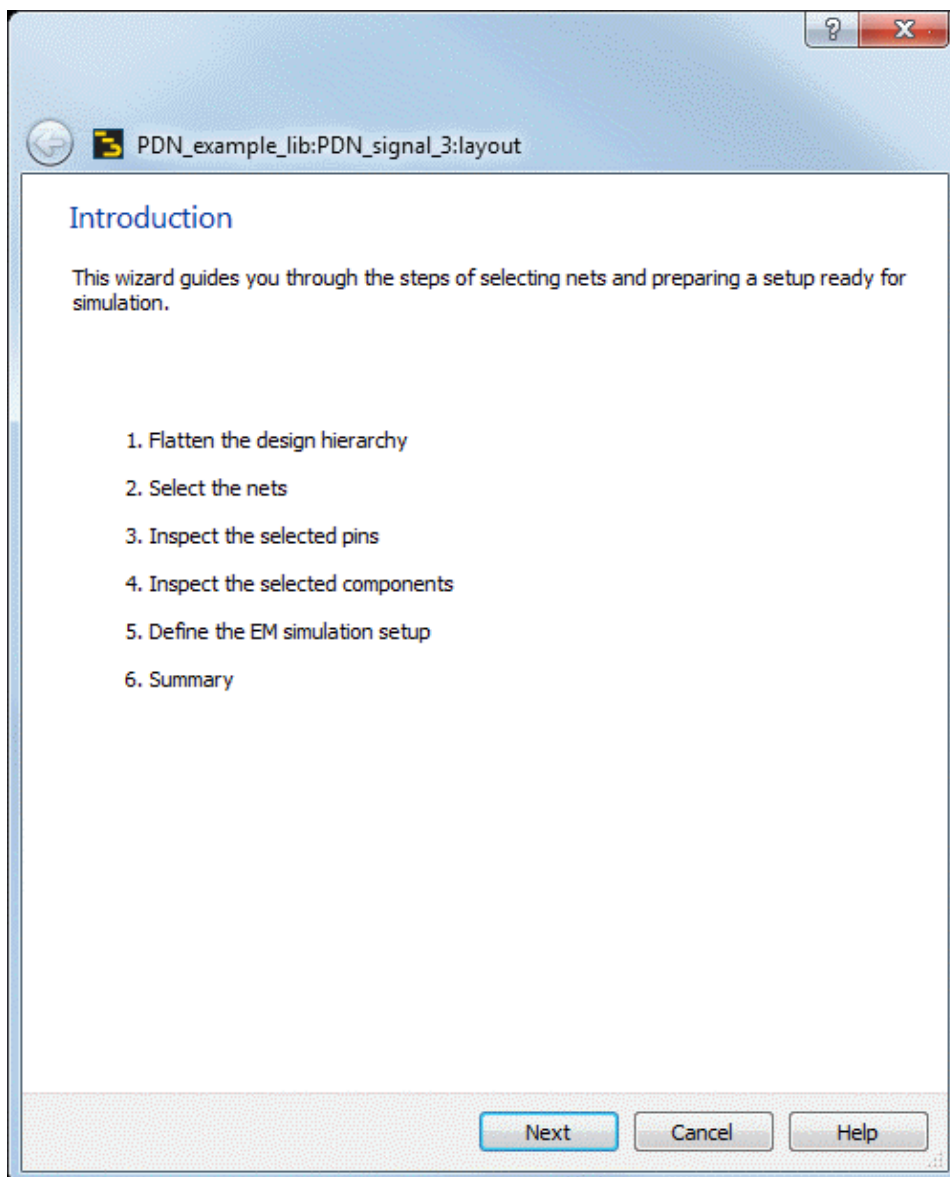 ?
X
PDN_example_lib:PDN_signal_3:layout
Introduction
This wizard guides you through the steps of selecting nets and preparing a setup ready for
simulation.
1. Flatten the design hierarchy
2. Select the nets
3. Inspect the selected pins
4. Inspect the selected components
5. Define the EM simulation setup
6. Summary
Next Cancel Help